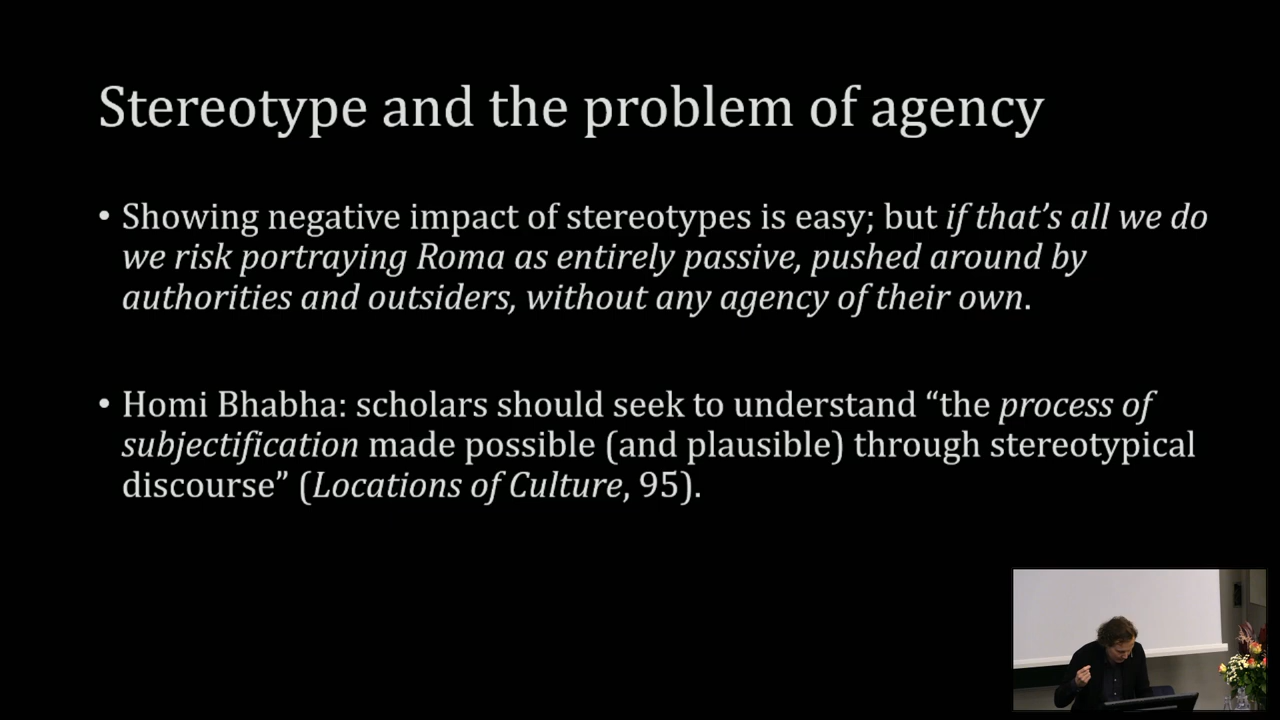 Stereotype and the problem of agency
• Showing negative impact of stereotypes is easy; but if that’s all we do
we risk portraying Roma as entirely passive, pushed around by
authorities and outsiders, without any agency of their own.
• Homi Bhabha: scholars should seek to understand “the process of
subjectification made possible (and plausible) through stereotypical
discourse” (Locations of Culture, 95).